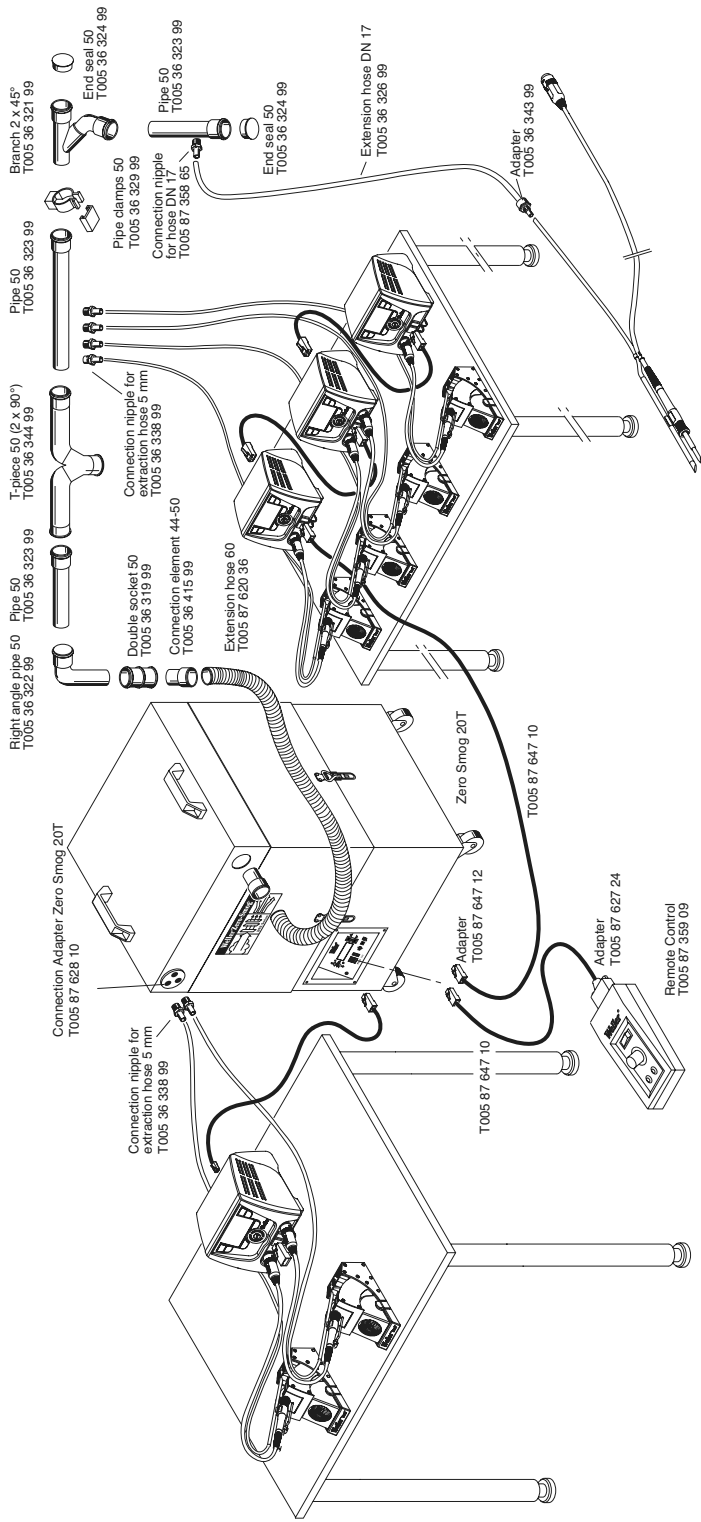 Connection nipple for
extraction hose 5 mm
T005 36 338 99
Connection Adapter Zero Smog 20T
T005 87 628 10
Right angle pipe 50
T005 36 322 99
Pipe 50
T005 36 323 99
T-piece 50 (2 x 90°)
T005 36 344 99
Pipe 50
T005 36 323 99
Branch 2 x 45°
T005 36 321 99
End seal 50
T005 36 324 99
Double socket 50
T005 36 319 99
Connection element 44-50
T005 36 415 99
Extension hose 60
T005 87 620 36
Connection nipple for
extraction hose 5 mm
T005 36 338 99
Pipe clamps 50
T005 36 329 99
Pipe 50
T005 36 323 99
Connection nipple
for hose DN 17
T005 87 358 65
End seal 50
T005 36 324 99
Extension hose DN 17
T005 36 326 99
Adapter
T005 36 343 99
Zero Smog 20T
Adapter
T005 87 647 12
T005 87 647 10
T005 87 647 10
Adapter
T005 87 627 24
Remote Control
T005 87 359 09
Weller